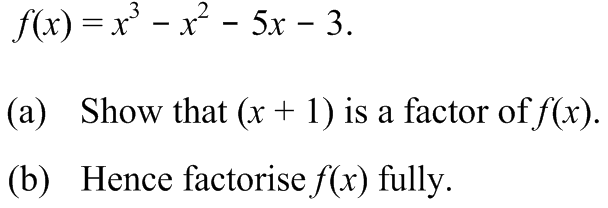 f(x) = x³ − x² − 5x − 3.
(a) Show that (x + 1) is a factor of f(x).
(b) Hence factorise f(x) fully.